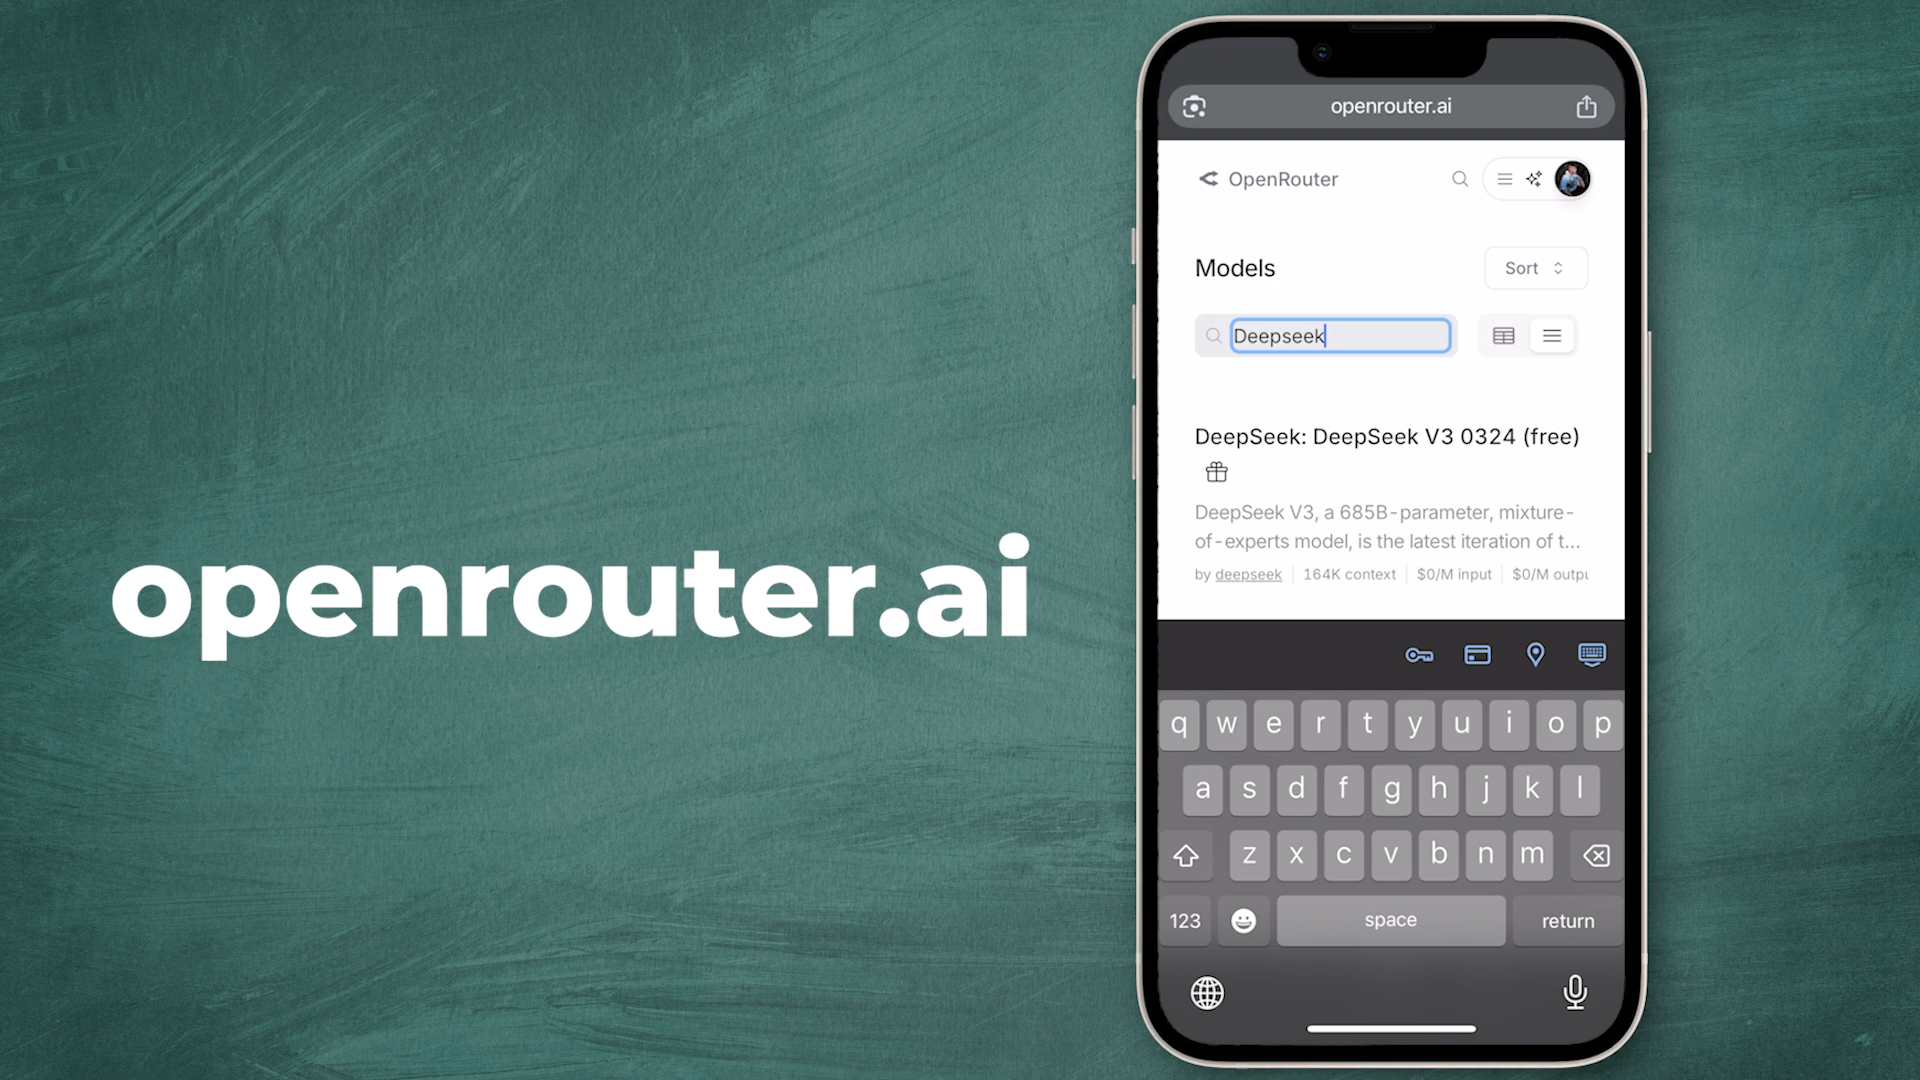 openrouter.ai
openrouter.ai
OpenRouter
Models
Sort
Deepseek
DeepSeek: DeepSeek V3 0324 (free)
DeepSeek V3, a 685B-parameter, mixture-
of-experts model, is the latest iteration of t...
by deepseek 164K context $0/M input $0/M outpu
q w e r t y u i o p
a s d f g h j k l
z x c v b n m
123 space return